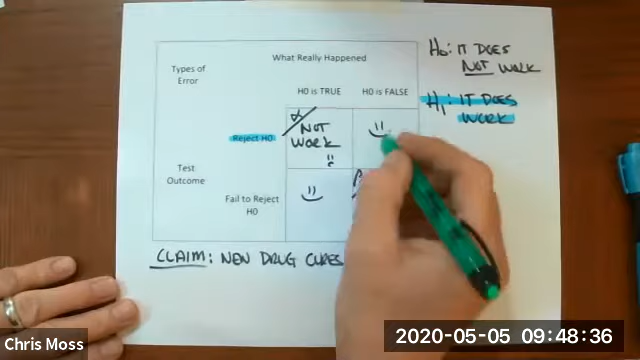 What Really Happened
Types of
Error
H0 is TRUE
H0 is FALSE
α
NOT
WORK
Reject H0
Test
Outcome
Fail to Reject
H0
CLAIM: NEW DRUG CURES
H0: IT DOES
NOT WORK
H1: IT DOES
WORK
Chris Moss
2020-05-05 09:48:36